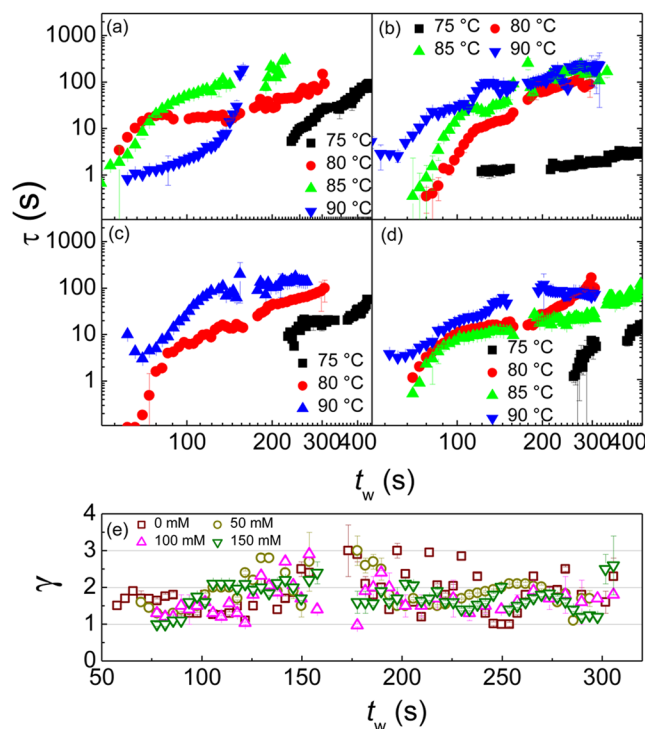 (a)
1000
100
10
1
75 °C
80 °C
85 °C
90 °C
(b)
75 °C 80 °C
85 °C 90 °C
τ (s)
(c)
1000
100
10
1
75 °C
80 °C
90 °C
(d)
75 °C
80 °C
85 °C
90 °C
100 200 300 400
100 200 300 400
t_w (s)
(e)
0 mM 50 mM
100 mM 150 mM
γ
4
3
2
1
0
50 100 150 200 250 300
t_w (s)